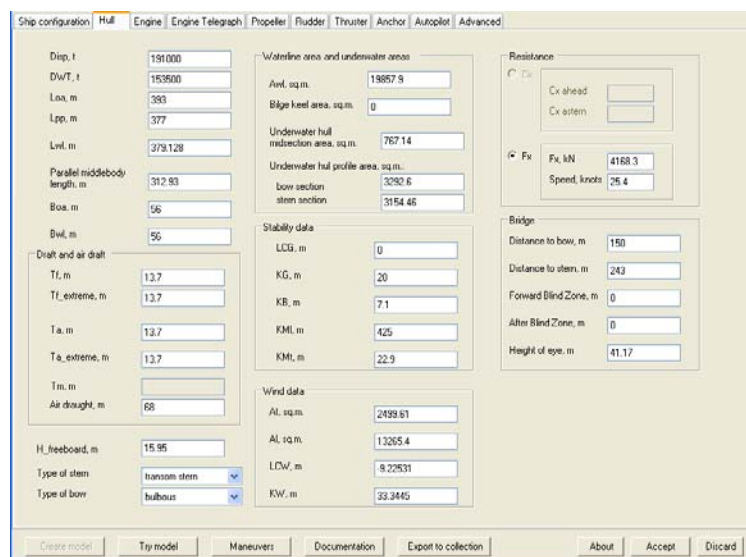 Ship configuration Hull Engine Engine Telegraph Propeller Rudder Thruster Anchor Autopilot Advanced
Disp, t 191000
DWT, t 153500
Loa, m 393
Lpp, m 377
Lwl, m 379.128
Parallel middlebody
length, m 312.93
Boa, m 56
Bwl, m 56
Draft and air draft
Tf, m 13.7
Tf_extreme, m 13.7
Ta, m 13.7
Ta_extreme, m 13.7
Tm, m
Air draught, m 68
H_freeboard, m 15.95
Type of stern transom stern
Type of bow bulbous
Waterline area and underwater areas
Awl, sq.m. 19857.9
Bilge keel area, sq.m. 0
Underwater hull
midsection area, sq.m. 767.14
Underwater hul profile area, sq.m.:
bow section 3292.6
stern section 3154.46
Stability data
LCG, m 0
KG, m 20
KB, m 7.1
KMl, m 425
KMt, m 22.9
Wind data
At, sq.m. 2499.61
Al, sq.m. 13265.4
LCW, m -9.22531
KW, m 33.3445
Resistance
Cx
Cx ahead
Cx astern
Fx Fx, kN 4168.3
Speed, knots 25.4
Bridge
Distance to bow, m 150
Distance to stern, m 243
Forward Blind Zone, m 0
After Blind Zone, m 0
Height of eye, m 41.17
Create model Try model Maneuvers Documentation Export to collection About Accept Discard